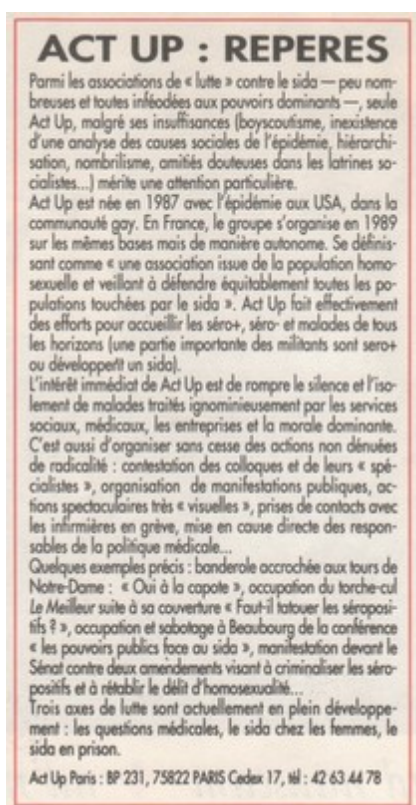 ACT UP : REPERES
Parmi les associations de « lutte » contre le sida — peu nom-
breuses et toutes inféodées aux pouvoirs dominants —, seule
Act Up, malgré ses insuffisances (boyscoutisme, inexistence
d'une analyse des causes sociales de l'épidémie, hiérarchi-
sation, nombrilisme, amitiés douteuses dans les latrines so-
cialistes...) mérite une attention particulière.
Act Up est née en 1987 avec l'épidémie aux USA, dans la
communauté gay. En France, le groupe s'organise en 1989
sur les mêmes bases mais de manière autonome. Se définis-
sant comme « une association issue de la population homo-
sexuelle et veillant à défendre équitablement toutes les po-
pulations touchées par le sida ». Act Up fait effectivement
des efforts pour accueillir les séro+, séro- et malades de tous
les horizons (une partie importante des militants sont sero+
ou développent un sida).
L'intérêt immédiat de Act Up est de rompre le silence et l'iso-
lement de malades traités ignominieusement par les services
sociaux, médicaux, les entreprises et la morale dominante.
C'est aussi d'organiser sans cesse des actions non dénuées
de radicalité : contestation des colloques et de leurs « spé-
cialistes », organisation de manifestations publiques, ac-
tions spectaculaires très « visuelles », prises de contacts avec
les infirmières en grève, mise en cause directe des respon-
sables de la politique médicale...
Quelques exemples précis : banderole accrochée aux tours de
Notre-Dame : « Oui à la capote », occupation du torche-cul
Le Meilleur suite à sa couverture « Faut-il tatouer les séroposi-
tifs ? », occupation et sabotage à Beaubourg de la conférence
« les pouvoirs publics face au sida », manifestation devant le
Sénat contre deux amendements visant à criminaliser les séro-
positifs et à rétablir le délit d'homosexualité...
Trois axes de lutte sont actuellement en plein développe-
ment : les questions médicales, le sida chez les femmes, le
sida en prison.
Act Up Paris : BP 231, 75822 PARIS Cedex 17, tél : 42 63 44 78